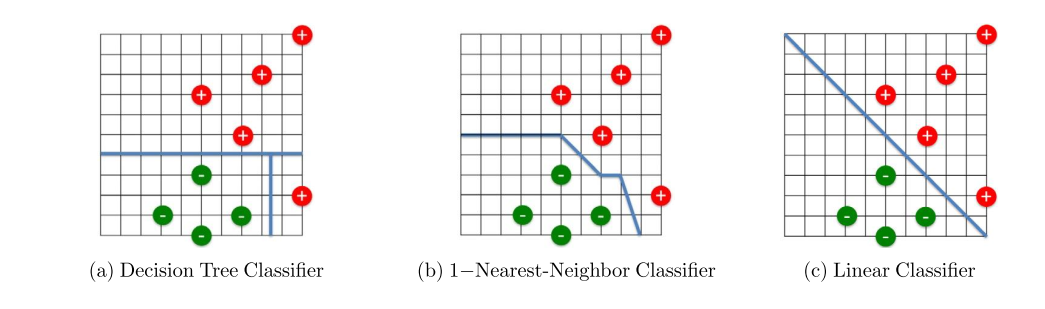 (a) Decision Tree Classifier
(b) 1−Nearest-Neighbor Classifier
(c) Linear Classifier